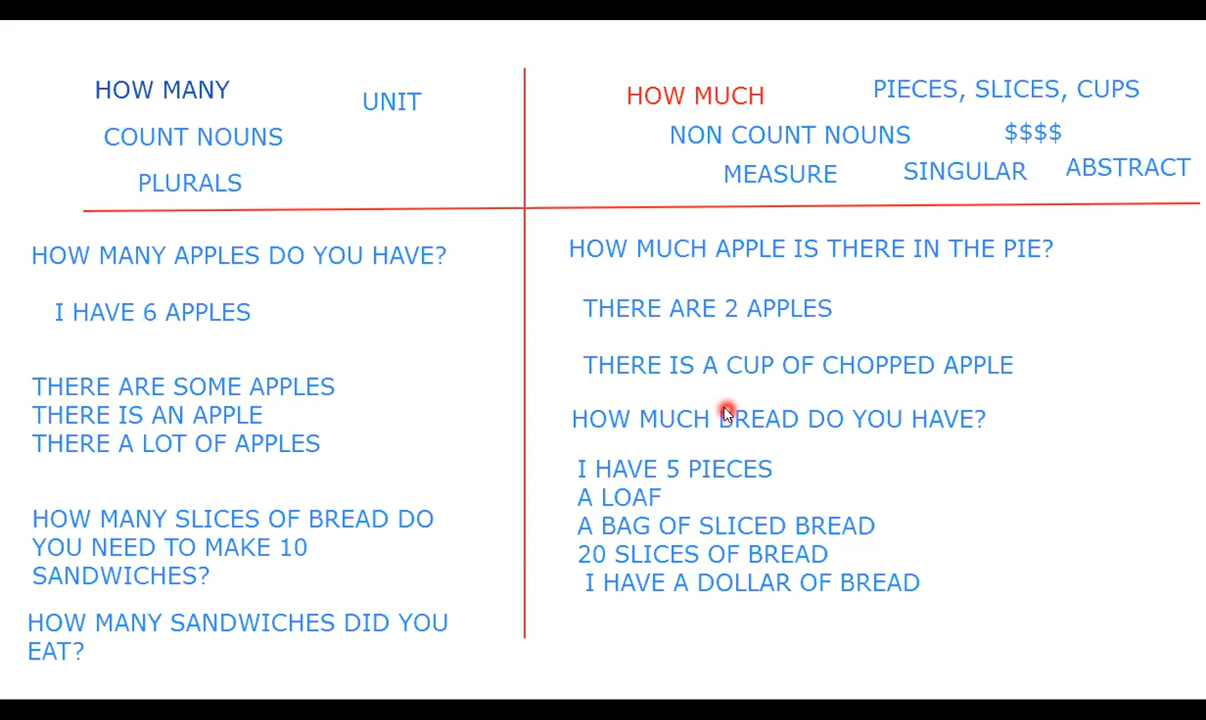 HOW MANY
UNIT
COUNT NOUNS
PLURALS
HOW MUCH
PIECES, SLICES, CUPS
NON COUNT NOUNS
$$$$
MEASURE
SINGULAR
ABSTRACT
HOW MANY APPLES DO YOU HAVE?
I HAVE 6 APPLES
THERE ARE SOME APPLES
THERE IS AN APPLE
THERE A LOT OF APPLES
HOW MANY SLICES OF BREAD DO
YOU NEED TO MAKE 10
SANDWICHES?
HOW MANY SANDWICHES DID YOU
EAT?
HOW MUCH APPLE IS THERE IN THE PIE?
THERE ARE 2 APPLES
THERE IS A CUP OF CHOPPED APPLE
HOW MUCH BREAD DO YOU HAVE?
I HAVE 5 PIECES
A LOAF
A BAG OF SLICED BREAD
20 SLICES OF BREAD
I HAVE A DOLLAR OF BREAD